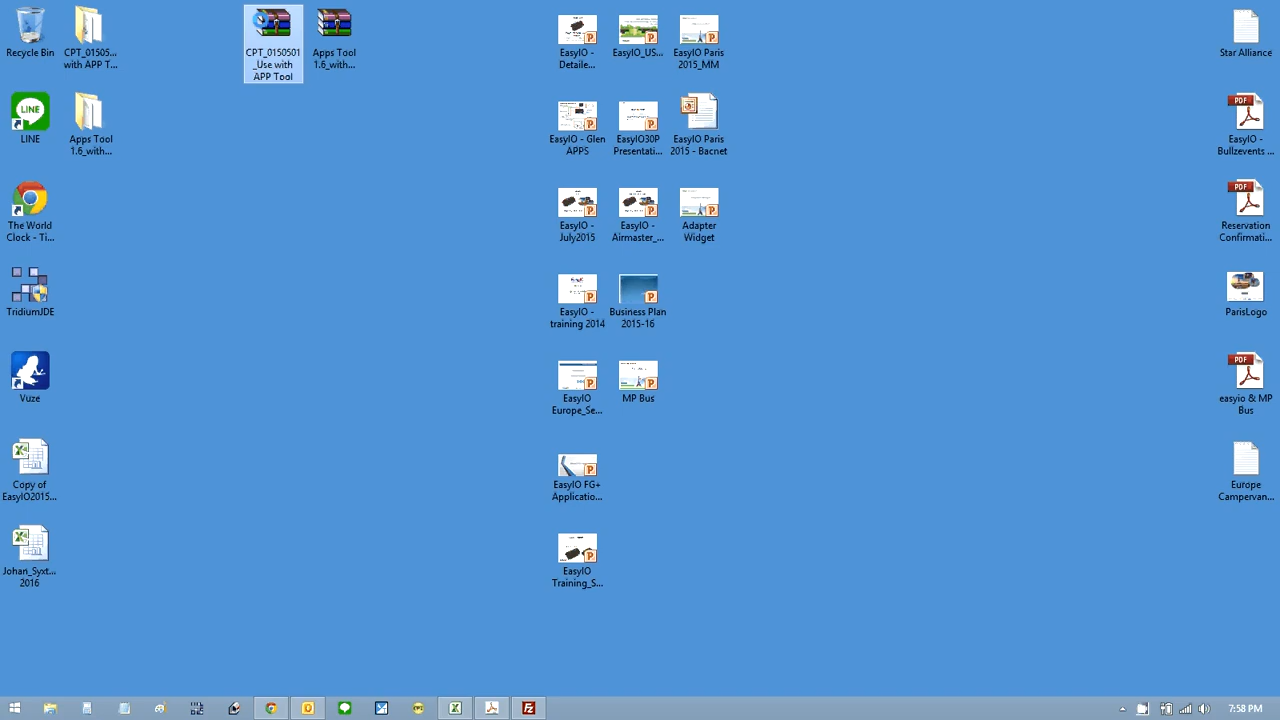 Recycle Bin
CPT_01505...
with APP T...
CPT_0150501
_Use with
APP Tool
Apps Tool
1.6_with...
EasyIO -
Detaile...
EasyIO_US...
EasyIO Paris
2015_MM
Star Alliance
LINE
LINE
Apps Tool
1.6_with...
EasyIO - Glen
APPS
EasyIO30P
Presentati...
EasyIO Paris
2015 - Bacnet
PDF
EasyIO -
Bullzevents ...
The World
Clock - Ti...
EasyIO -
July2015
EasyIO -
Airmaster_...
Adapter
Widget
PDF
Reservation
Confirmati...
TridiumJDE
EasyIO -
training 2014
Business Plan
2015-16
ParisLogo
Vuze
EasyIO
Europe_Se...
MP Bus
PDF
easyio & MP
Bus
Copy of
EasyIO2015...
EasyIO FG+
Applicatio...
Europe
Campervan...
Johan_Syxt...
2016
EasyIO
Training_S...
7:58 PM